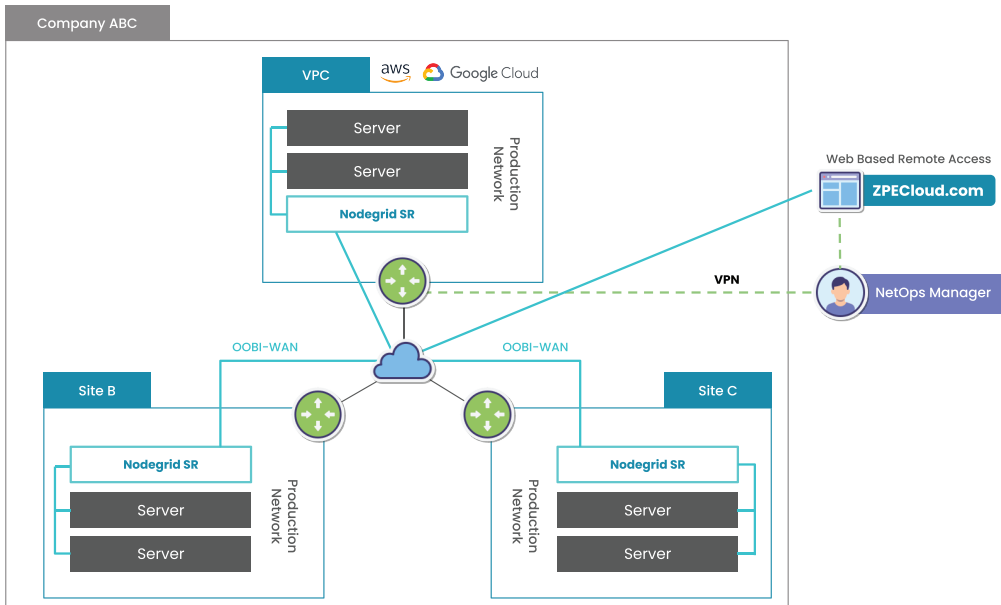 Company ABC
VPC
aws
Google Cloud
Server
Server
Nodegrid SR
Production
Network
Web Based Remote Access
ZPECloud.com
VPN
NetOps Manager
OOBI-WAN
OOBI-WAN
Site B
Site C
Nodegrid SR
Server
Server
Production
Network
Production
Network
Nodegrid SR
Server
Server